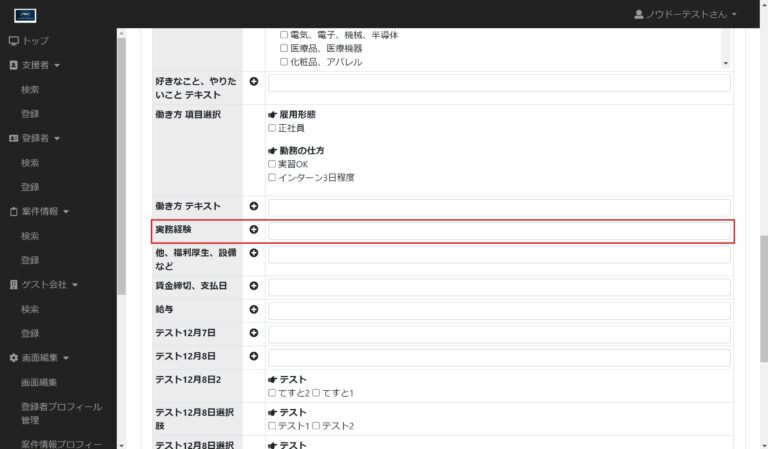 ノウドーテストさん
トップ
支援者
検索
登録
登録者
検索
登録
案件情報
検索
登録
ゲスト会社
検索
登録
画面編集
画面編集
登録者プロフィール
管理
案件情報プロフィー
電気、電子、機械、半導体
医療品、医療機器
化粧品、アパレル
好きなこと、やりた
いこと テキスト
働き方 項目選択
雇用形態
正社員
勤務の仕方
実習OK
インターン3日程度
働き方 テキスト
実務経験
他、福利厚生、設備
など
賃金締切、支払日
給与
テスト12月7日
テスト12月8日
テスト12月8日2
テスト
てすと2 てすと1
テスト12月8日選択
肢
テスト
テスト1 テスト2
テスト12月8日選択
テスト